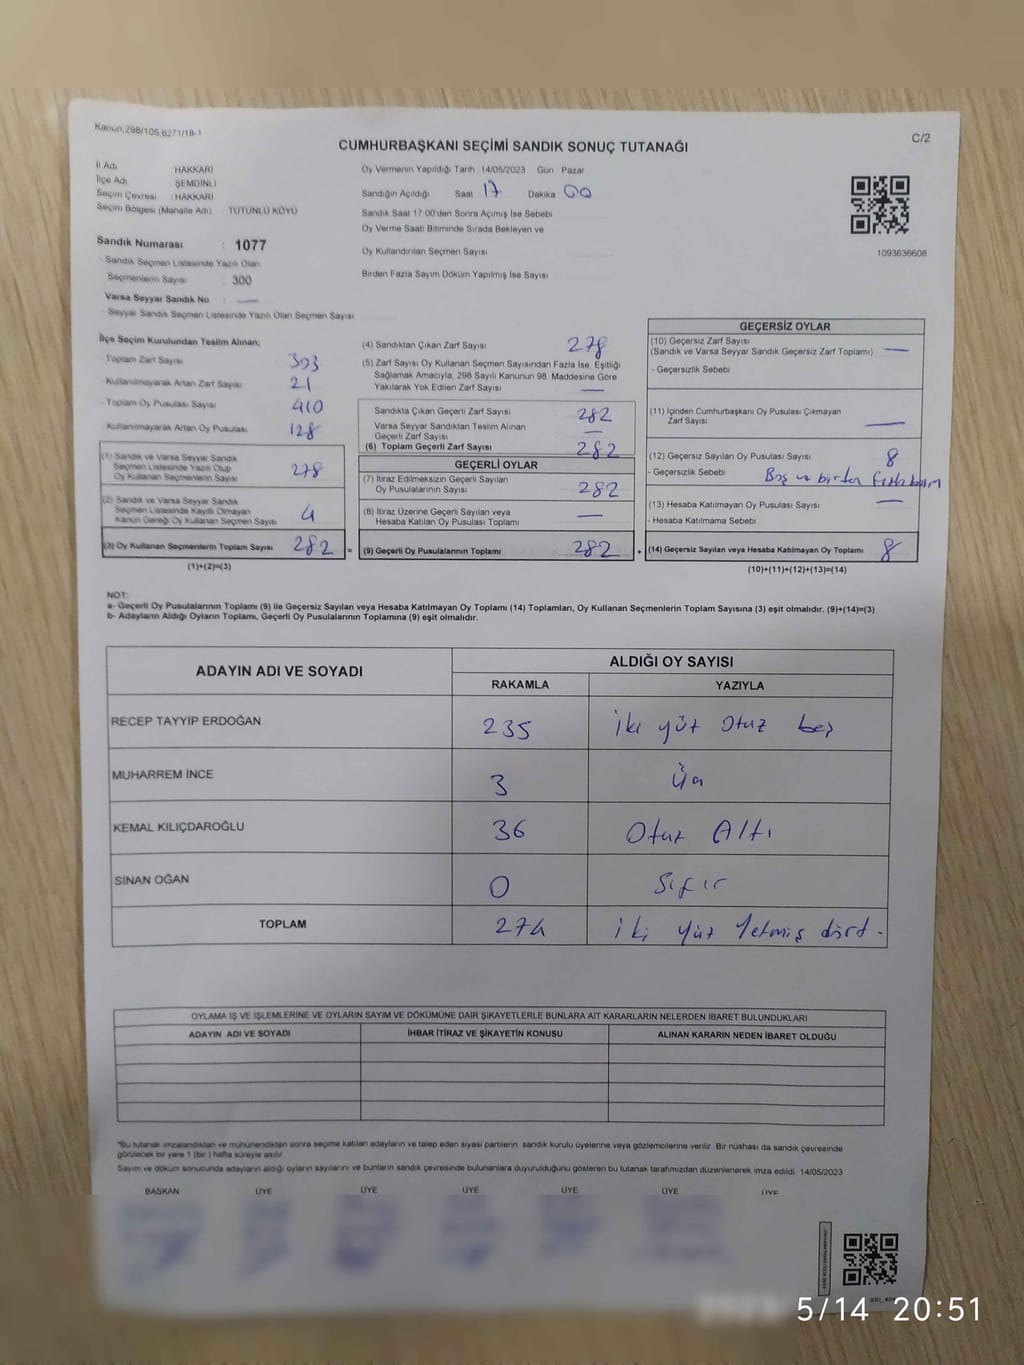 Kanun,298/105,6271/18-1
C/2
CUMHURBAŞKANI SEÇİMİ SANDIK SONUÇ TUTANAĞI
İl Adı HAKKARİ
İlçe Adı ŞEMDİNLİ
Seçim Çevresi : HAKKARİ
Seçim Bölgesi (Mahalle Adı) TÜTÜNLÜ KÖYÜ
Oy Vermenin Yapıldığı Tarih 14/05/2023 Gün Pazar
Sandığın Açıldığı Saat 17 Dakika 00
Sandık Saat 17:00'den Sonra Açımış İse Sebebi
Oy Verme Saati Bitiminde Sırada Bekleyen ve
Oy Kullandırılan Seçmen Sayısı
Birden Fazla Sayım Döküm Yapılmış İse Sayısı
1093636608
Sandık Numarası : 1077
- Sandık Seçmen Listesinde Yazılı Olan
Seçmenlerin Sayısı : 300
Varsa Seyyar Sandık No : —
- Seyyar Sandık Seçmen Listesinde Yazılı Olan Seçmen Sayısı
İlçe Seçim Kurulundan Teslim Alınan;
- Toplam Zarf Sayısı 303
- Kullanılmayarak Artan Zarf Sayısı 21
- Toplam Oy Pusulası Sayısı 410
- Kullanılmayarak Artan Oy Pusulası 128
(1) Sandık ve Varsa Seyyar Sandık
Seçmen Listesinde Yazılı Olup
Oy Kullanan Seçmenlerin Sayısı 278
(2) Sandık ve Varsa Seyyar Sandık
Seçmen Listesinde Kayıtlı Olmayan
Kanun Gereği Oy Kullanan Seçmen Sayısı 4
(3) Oy Kullanan Seçmenlerin Toplam Sayısı 282 =
(1)+(2)=(3)
(4) Sandıktan Çıkan Zarf Sayısı 278
(5) Zarf Sayısı Oy Kullanan Seçmen Sayısından Fazla İse, Eşitliği
Sağlamak Amacıyla, 298 Sayılı Kanunun 98. Maddesine Göre
Yakılarak Yok Edilen Zarf Sayısı —
Sandıkta Çıkan Geçerli Zarf Sayısı 282
Varsa Seyyar Sandıktan Teslim Alınan
Geçerli Zarf Sayısı —
(6) Toplam Geçerli Zarf Sayısı 282
GEÇERLİ OYLAR
(7) İtiraz Edilmeksizin Geçerli Sayılan
Oy Pusulalarının Sayısı 282
(8) İtiraz Üzerine Geçerli Sayılan veya
Hesaba Katılan Oy Pusulası Toplamı —
(9) Geçerli Oy Pusulalarının Toplamı 282 +
GEÇERSİZ OYLAR
(10) Geçersiz Zarf Sayısı
(Sandık ve Varsa Seyyar Sandık Geçersiz Zarf Toplamı) —
- Geçersizlik Sebebi
(11) İçinden Cumhurbaşkanı Oy Pusulası Çıkmayan
Zarf Sayısı —
(12) Geçersiz Sayılan Oy Pusulası Sayısı 8
- Geçersizlik Sebebi Boş ve birden fazla
(13) Hesaba Katılmayan Oy Pusulası Sayısı —
- Hesaba Katılmama Sebebi
(14) Geçersiz Sayılan veya Hesaba Katılmayan Oy Toplamı 8
(10)+(11)+(12)+(13)=(14)
NOT:
a- Geçerli Oy Pusulalarının Toplamı (9) ile Geçersiz Sayılan veya Hesaba Katılmayan Oy Toplamı (14) Toplamları, Oy Kullanan Seçmenlerin Toplam Sayısına (3) eşit olmalıdır. (9)+(14)=(3)
b- Adayların Aldığı Oyların Toplamı, Geçerli Oy Pusulalarının Toplamına (9) eşit olmalıdır.
ADAYIN ADI VE SOYADI
ALDIĞI OY SAYISI
RAKAMLA YAZIYLA
RECEP TAYYİP ERDOĞAN 235 İki yüz Otuz beş
MUHARREM İNCE 3 Üç
KEMAL KILIÇDAROĞLU 36 Otuz Altı
SİNAN OĞAN 0 Sıfır
TOPLAM 274 iki yüz Yetmiş dört.
OYLAMA İŞ VE İŞLEMLERİNE VE OYLARIN SAYIM VE DÖKÜMÜNE DAİR ŞİKAYETLERLE BUNLARA AİT KARARLARIN NELERDEN İBARET BULUNDUKLARI
ADAYIN ADI VE SOYADI İHBAR İTİRAZ VE ŞİKAYETİN KONUSU ALINAN KARARIN NEDEN İBARET OLDUĞU
*Bu tutanak imzalandıktan ve mühürlendikten sonra seçime katılan adayların ve talep eden siyasi partilerin sandık kurulu üyelerine veya gözlemcilerine verilir. Bir nüshası da sandık çevresinde
görülecek bir yere 1 (bir) hafta süreyle asılır.
Sayım ve döküm sonucunda adayların aldığı oyların sayılarını ve bunların sandık çevresinde bulunanlara duyurulduğunu gösteren bu tutanak tarafımızdan düzenlenerek imza edildi. 14/05/2023
BAŞKAN ÜYE ÜYE ÜYE ÜYE ÜYE ÜYE
5/14 20:51